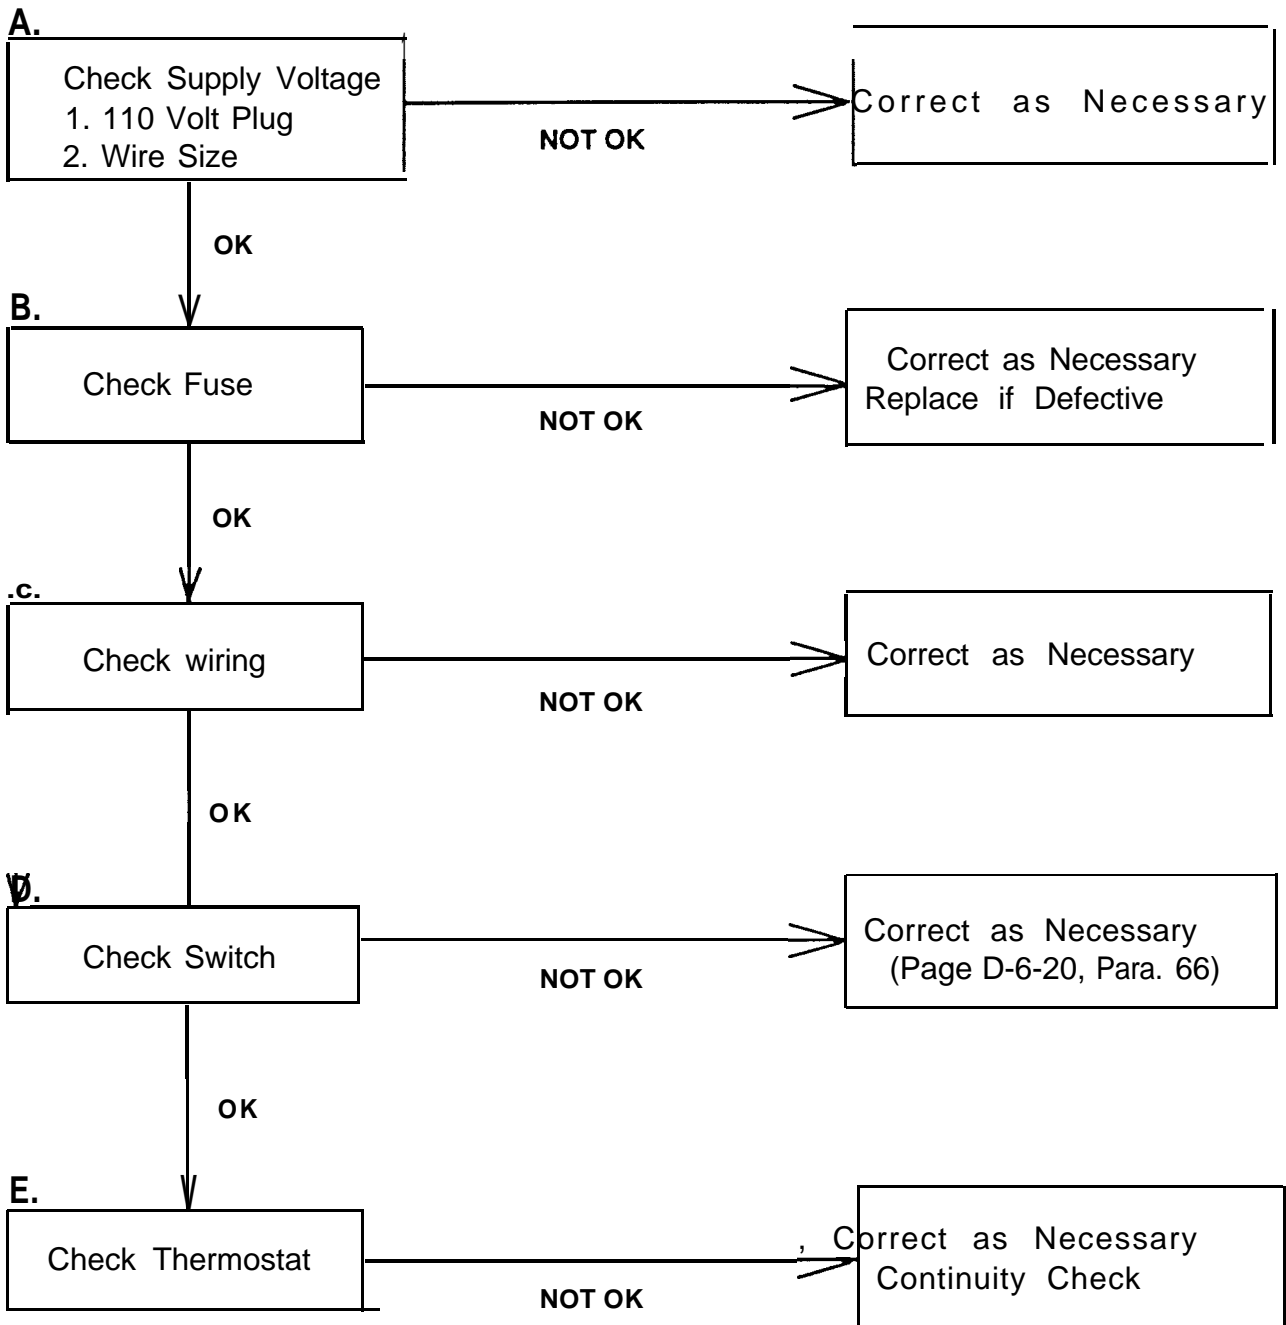 A.
Check Supply Voltage
1. 110 Volt Plug
2. Wire Size
NOT OK
Correct as Necessary
OK
B.
Check Fuse
NOT OK
Correct as Necessary
Replace if Defective
OK
.c.
Check wiring
NOT OK
Correct as Necessary
OK
D.
Check Switch
NOT OK
Correct as Necessary
(Page D-6-20, Para. 66)
OK
E.
Check Thermostat
NOT OK
, Correct as Necessary
Continuity Check